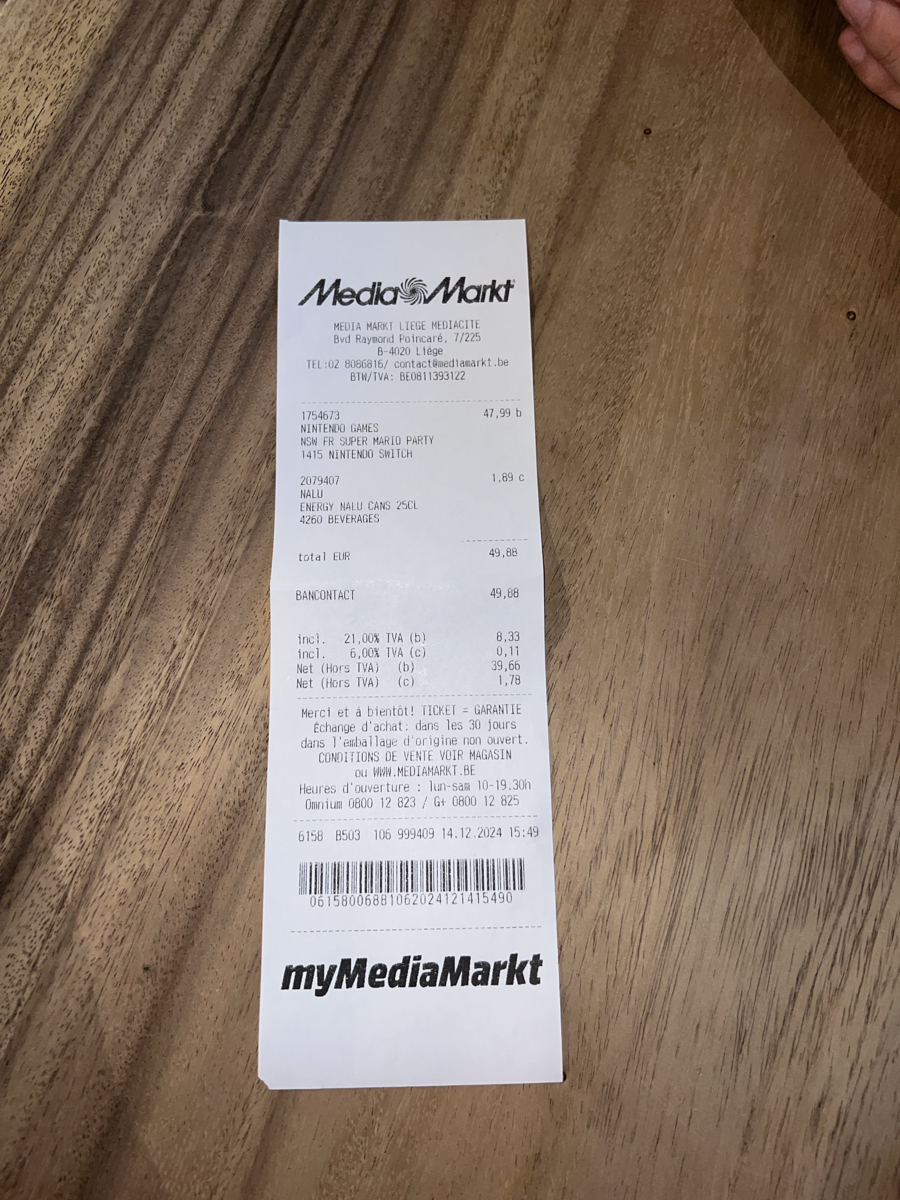 Media Markt
MEDIA MARKT LIEGE MEDIACITE
Bvd Raymond Poincaré, 7/225
B-4020 Liége
TEL:02 8086816/ contact@mediamarkt.be
BTW/TVA: BE0811393122
1754673 47,99 b
NINTENDO GAMES
NSW FR SUPER MARIO PARTY
1415 NINTENDO SWITCH
2079407 1,89 c
NALU
ENERGY NALU CANS 25CL
4260 BEVERAGES
total EUR 49,88
BANCONTACT 49,88
incl. 21,00% TVA (b) 8,33
incl. 6,00% TVA (c) 0,11
Net (Hors TVA) (b) 39,66
Net (Hors TVA) (c) 1,78
Merci et à bientôt! TICKET = GARANTIE
Échange d'achat: dans les 30 jours
dans l'emballage d'origine non ouvert.
CONDITIONS DE VENTE VOIR MAGASIN
ou WWW.MEDIAMARKT.BE
Heures d'ouverture : lun-sam 10-19.30h
Omnium 0800 12 823 / G+ 0800 12 825
6158 B503 106 999409 14.12.2024 15:49
06158006881062024121415490
myMediaMarkt